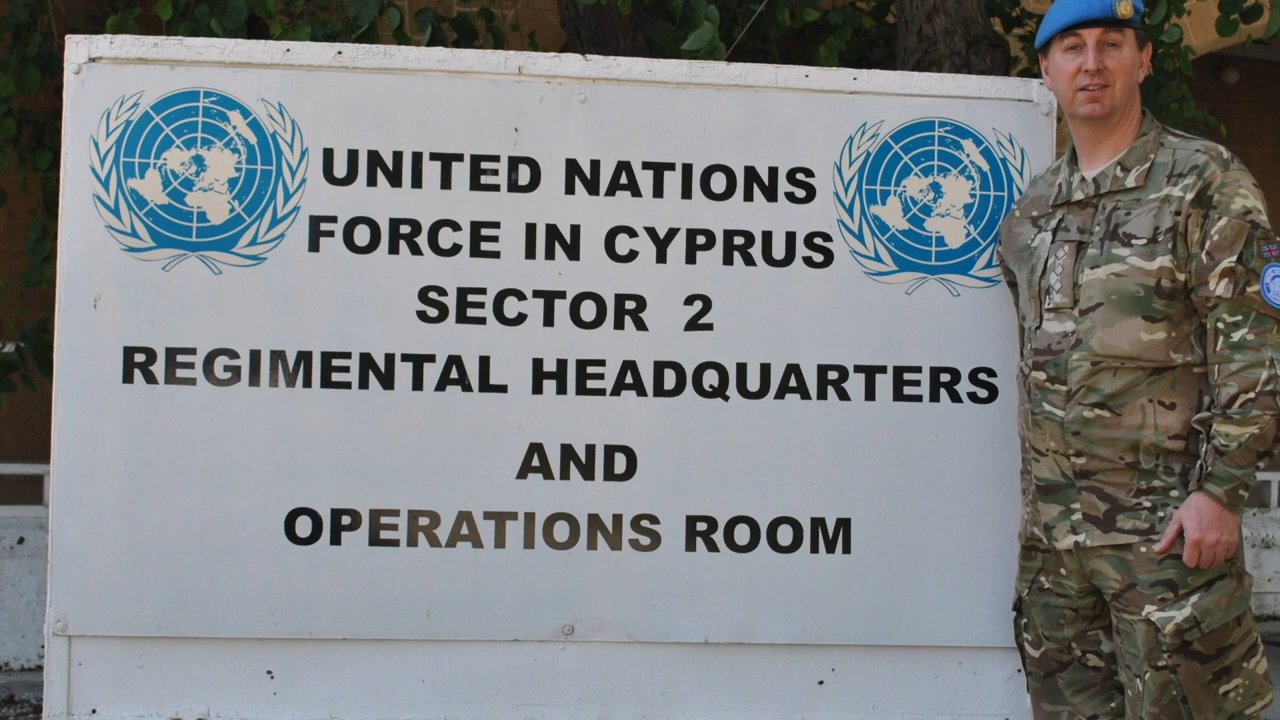 UNITED NATIONS
FORCE IN CYPRUS
SECTOR 2
REGIMENTAL HEADQUARTERS
AND
OPERATIONS ROOM